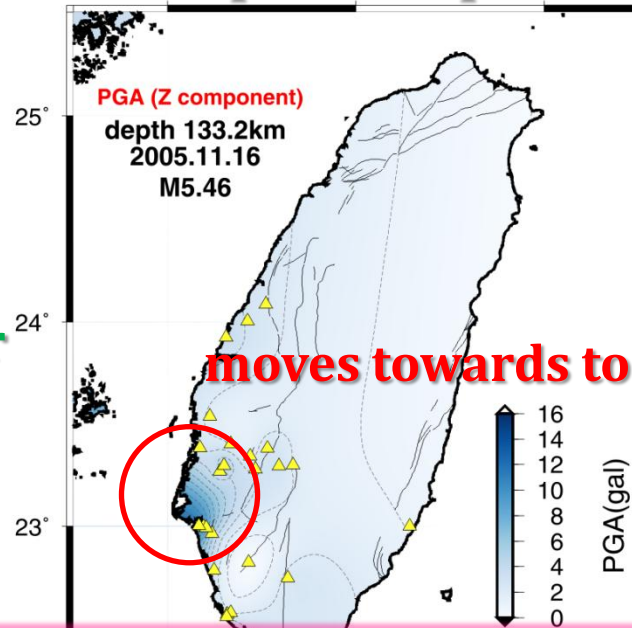 PGA (Z component)
depth 133.2km
2005.11.16
M5.46
25°
24°
23°
moves towards to
16
14
12
10
8
6
4
2
0
PGA(gal)